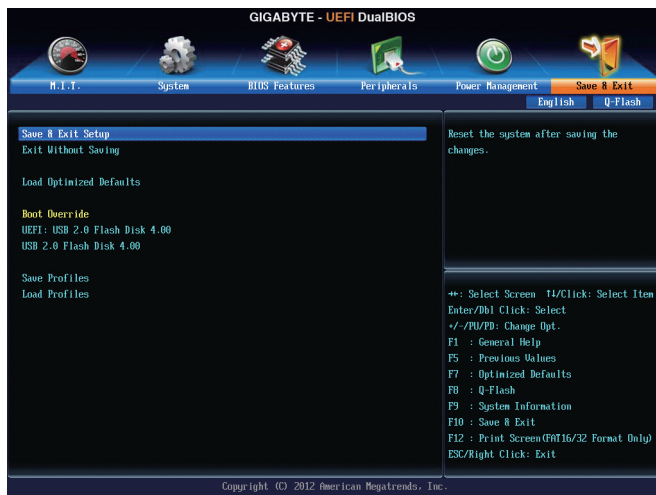 GIGABYTE - UEFI DualBIOS
M.I.T.
System
BIOS Features
Peripherals
Power Management
Save & Exit
English
Q-Flash
Save & Exit Setup
Exit Without Saving
Load Optimized Defaults
Boot Override
UEFI: USB 2.0 Flash Disk 4.00
USB 2.0 Flash Disk 4.00
Save Profiles
Load Profiles
Reset the system after saving the
changes.
→←: Select Screen ↑↓/Click: Select Item
Enter/Dbl Click: Select
+/-/PU/PD: Change Opt.
F1 : General Help
F5 : Previous Values
F7 : Optimized Defaults
F8 : Q-Flash
F9 : System Information
F10 : Save & Exit
F12 : Print Screen(FAT16/32 Format Only)
ESC/Right Click: Exit
Copyright (C) 2012 American Megatrends, Inc.